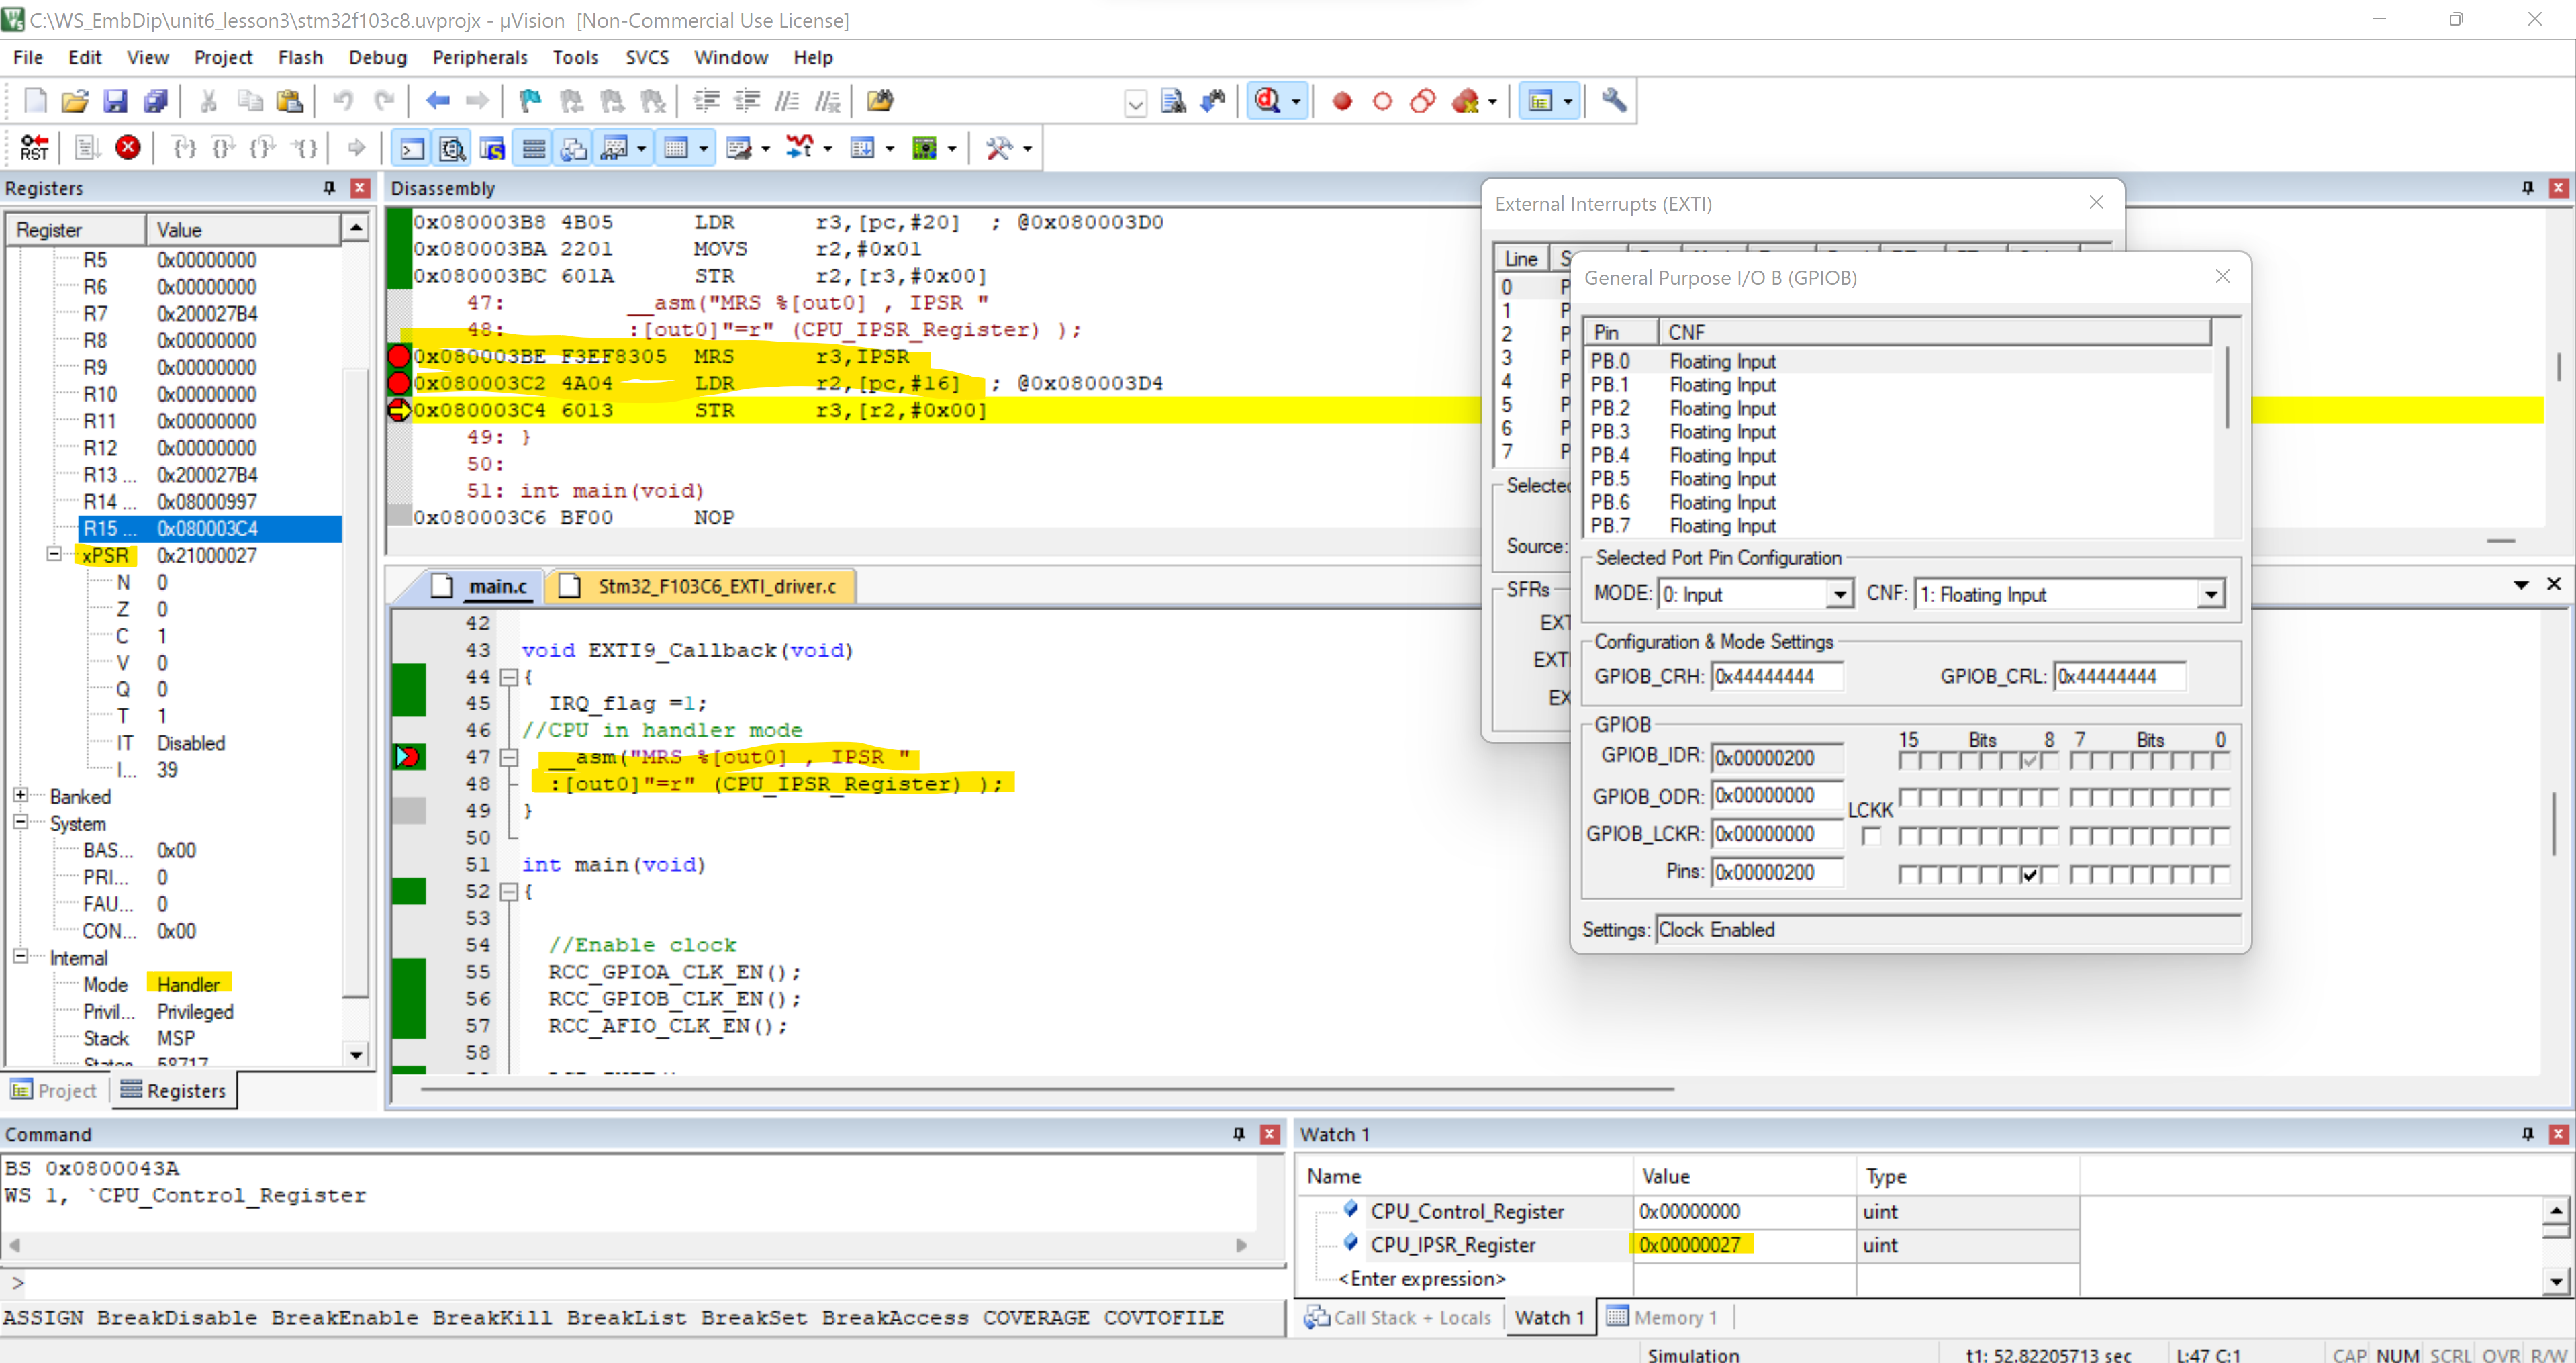 C:\WS_EmbDip\unit6_lesson3\stm32f103c8.uvprojx - µVision  [Non-Commercial Use License]
File Edit View Project Flash Debug Peripherals Tools SVCS Window Help
Registers
Register Value
R5 0x00000000
R6 0x00000000
R7 0x200027B4
R8 0x00000000
R9 0x00000000
R10 0x00000000
R11 0x00000000
R12 0x00000000
R13 ... 0x200027B4
R14 ... 0x08000997
R15 ... 0x080003C4
xPSR 0x21000027
N 0
Z 0
C 1
V 0
Q 0
T 1
IT Disabled
I... 39
Banked
System
BAS... 0x00
PRI... 0
FAU... 0
CON... 0x00
Internal
Mode Handler
Privil... Privileged
Stack MSP
States 58717
Project Registers
Disassembly
0x080003B8 4B05 LDR r3,[pc,#20] ; @0x080003D0
0x080003BA 2201 MOVS r2,#0x01
0x080003BC 601A STR r2,[r3,#0x00]
47: __asm("MRS %[out0] , IPSR "
48: :[out0]"=r" (CPU_IPSR_Register) );
0x080003BE F3EF8305 MRS r3,IPSR
0x080003C2 4A04 LDR r2,[pc,#16] ; @0x080003D4
0x080003C4 6013 STR r3,[r2,#0x00]
49: }
50:
51: int main(void)
0x080003C6 BF00 NOP
main.c Stm32_F103C6_EXTI_driver.c
42
43 void EXTI9_Callback(void)
44 {
45 IRQ_flag =1;
46 //CPU in handler mode
47 __asm("MRS %[out0] , IPSR "
48 :[out0]"=r" (CPU_IPSR_Register) );
49 }
50
51 int main(void)
52 {
53
54 //Enable clock
55 RCC_GPIOA_CLK_EN();
56 RCC_GPIOB_CLK_EN();
57 RCC_AFIO_CLK_EN();
58
External Interrupts (EXTI)
Line
0 P
1 P
2 P
3 P
4 P
5 P
6 P
7 P
Selected
Source:
SFRs
EXT
EXTI
EX
General Purpose I/O B (GPIOB)
Pin CNF
PB.0 Floating Input
PB.1 Floating Input
PB.2 Floating Input
PB.3 Floating Input
PB.4 Floating Input
PB.5 Floating Input
PB.6 Floating Input
PB.7 Floating Input
Selected Port Pin Configuration
MODE: 0: Input CNF: 1: Floating Input
Configuration & Mode Settings
GPIOB_CRH: 0x44444444 GPIOB_CRL: 0x44444444
GPIOB
15 Bits 8 7 Bits 0
GPIOB_IDR: 0x00000200
GPIOB_ODR: 0x00000000
LCKK
GPIOB_LCKR: 0x00000000
Pins: 0x00000200
Settings: Clock Enabled
Command
BS 0x0800043A
WS 1, `CPU_Control_Register
>
ASSIGN BreakDisable BreakEnable BreakKill BreakList BreakSet BreakAccess COVERAGE COVTOFILE
Watch 1
Name Value Type
CPU_Control_Register 0x00000000 uint
CPU_IPSR_Register 0x00000027 uint
<Enter expression>
Call Stack + Locals Watch 1 Memory 1
Simulation t1: 52.82205713 sec L:47 C:1 CAP NUM SCRL OVR R/W